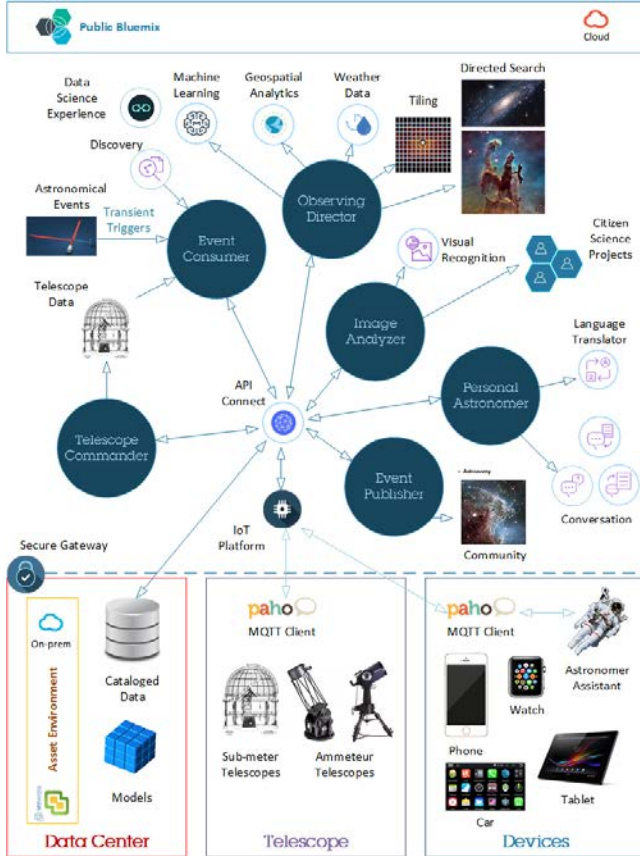 Public Bluemix
Cloud
Data
Science
Experience
Machine
Learning
Geospatial
Analytics
Weather
Data
Tiling
Directed Search
Discovery
Astronomical
Events
Transient
Triggers
Event
Consumer
Observing
Director
Visual
Recognition
Citizen
Science
Projects
Telescope
Data
Image
Analyzer
Language
Translator
API
Connect
Personal
Astronomer
Telescope
Commander
Event
Publisher
- Astronomy
Conversation
Community
IoT
Platform
Secure Gateway
On-prem
Asset Environment
Cataloged
Data
Models
Data Center
paho
MQTT Client
Sub-meter
Telescopes
Ammeteur
Telescopes
Telescope
paho
MQTT Client
Astronomer
Assistant
Watch
Phone
Car
Tablet
Devices